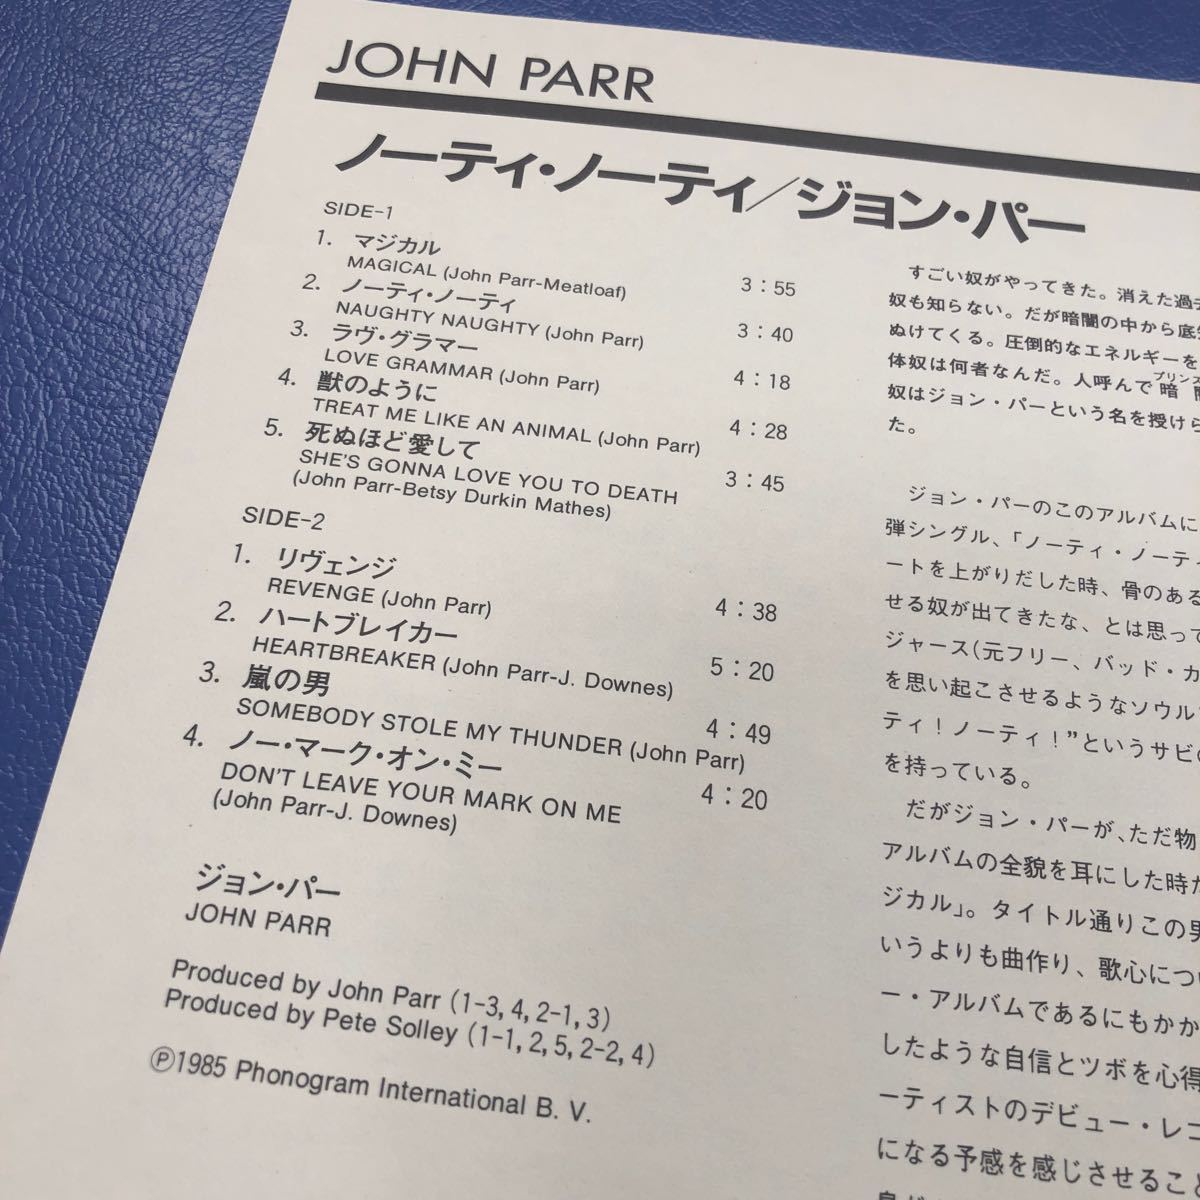 JOHN PARR
ノーティ・ノーティ／ジョン・パー
SIDE-1
1. マジカル
MAGICAL (John Parr-Meatloaf) 3：55
2. ノーティ・ノーティ
NAUGHTY NAUGHTY (John Parr) 3：40
3. ラヴ・グラマー
LOVE GRAMMAR (John Parr) 4：18
4. 獣のように
TREAT ME LIKE AN ANIMAL (John Parr) 4：28
5. 死ぬほど愛して
SHE'S GONNA LOVE YOU TO DEATH 3：45
(John Parr-Betsy Durkin Mathes)
SIDE-2
1. リヴェンジ
REVENGE (John Parr) 4：38
2. ハートブレイカー
HEARTBREAKER (John Parr-J. Downes) 5：20
3. 嵐の男
SOMEBODY STOLE MY THUNDER (John Parr) 4：49
4. ノー・マーク・オン・ミー
DON'T LEAVE YOUR MARK ON ME 4：20
(John Parr-J. Downes)
ジョン・パー
JOHN PARR
Produced by John Parr (1-3, 4, 2-1, 3)
Produced by Pete Solley (1-1, 2, 5, 2-2, 4)
Ⓟ1985 Phonogram International B. V.
すごい奴がやってきた。消えた過去
奴も知らない。だが暗闇の中から底知
ぬけてくる。圧倒的なエネルギーを
体奴は何者なんだ。人呼んで暗
プリンス
奴はジョン・パーという名を授けら
た。
ジョン・パーのこのアルバムに
弾シングル、「ノーティ・ノーティ
ートを上がりだした時、骨のある
せる奴が出てきたな、とは思って
ジャース(元フリー、バッド・カ
を思い起こさせるようなソウル
ティ！ノーティ！”というサビの
を持っている。
だがジョン・パーが、ただ物
アルバムの全貌を耳にした時だ
ジカル」。タイトル通りこの男
いうよりも曲作り、歌心につい
ー・アルバムであるにもかか
したような自信とツボを心得
ーティストのデビュー・レコ
になる予感を感じさせること